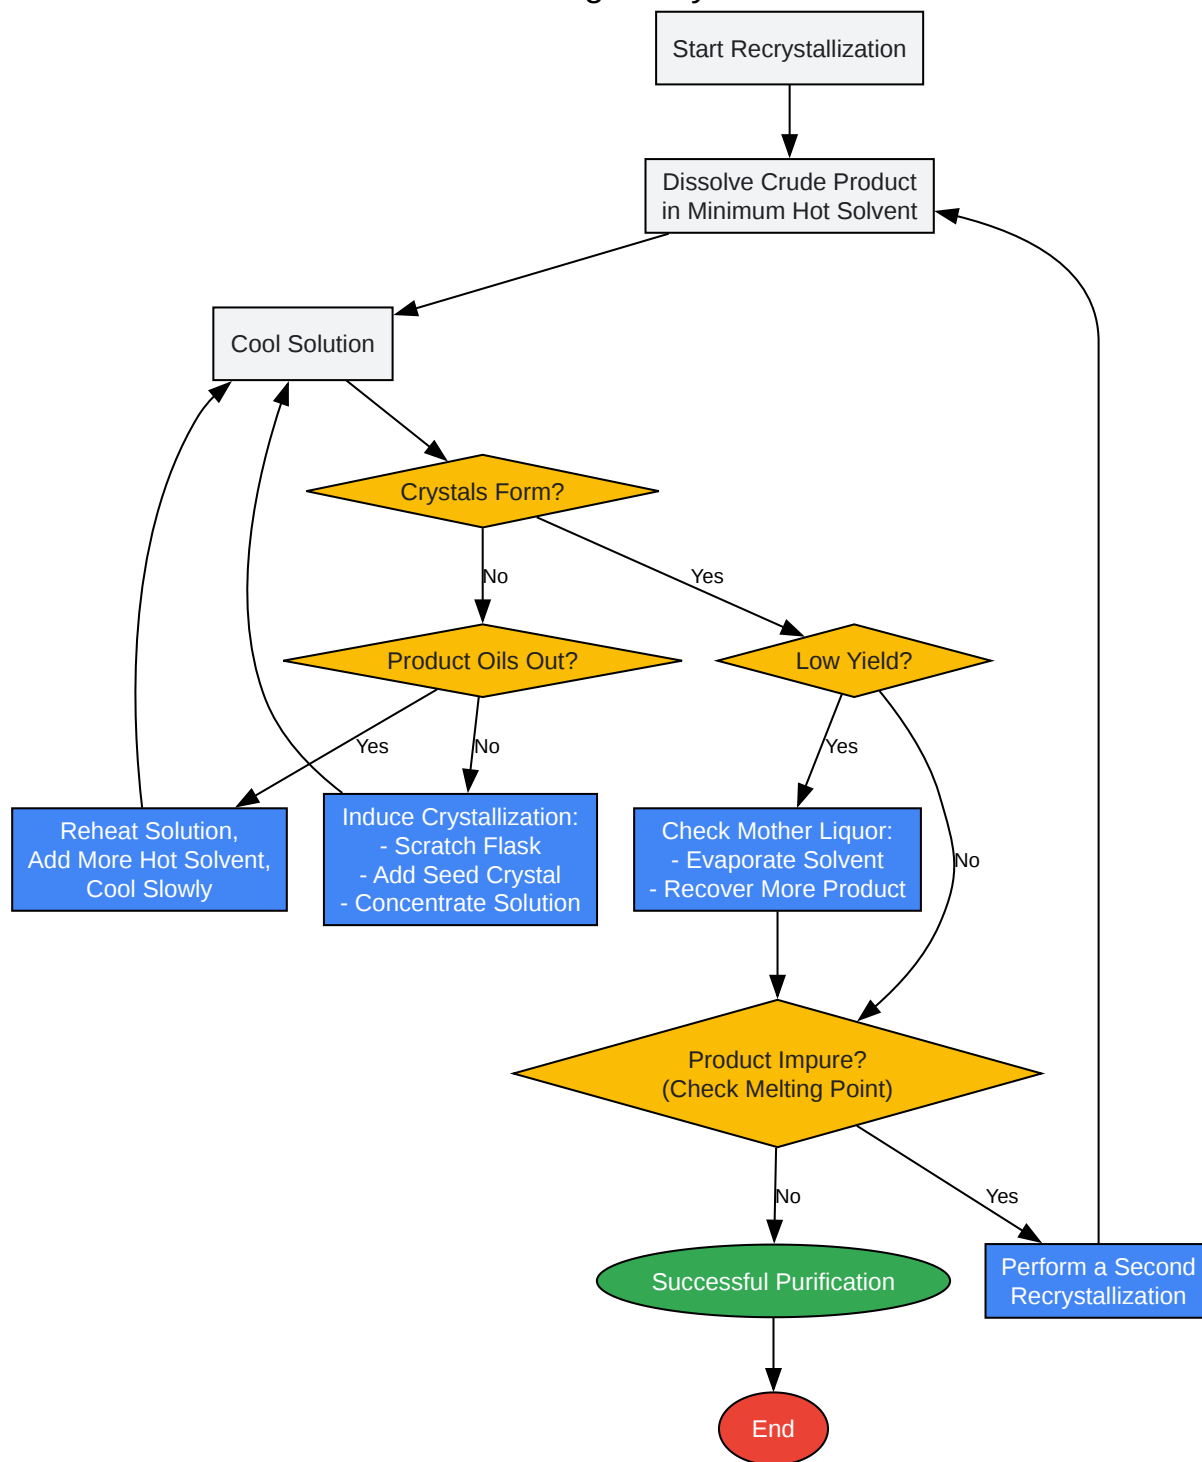 Start Recrystallization
Dissolve Crude Product
in Minimum Hot Solvent
Cool Solution
Crystals Form?
No
Yes
Product Oils Out?
Low Yield?
Yes
No
Yes
Reheat Solution,
Add More Hot Solvent,
Cool Slowly
Induce Crystallization:
- Scratch Flask
- Add Seed Crystal
- Concentrate Solution
Check Mother Liquor:
- Evaporate Solvent
- Recover More Product
No
Product Impure?
(Check Melting Point)
No
Yes
Successful Purification
Perform a Second
Recrystallization
End